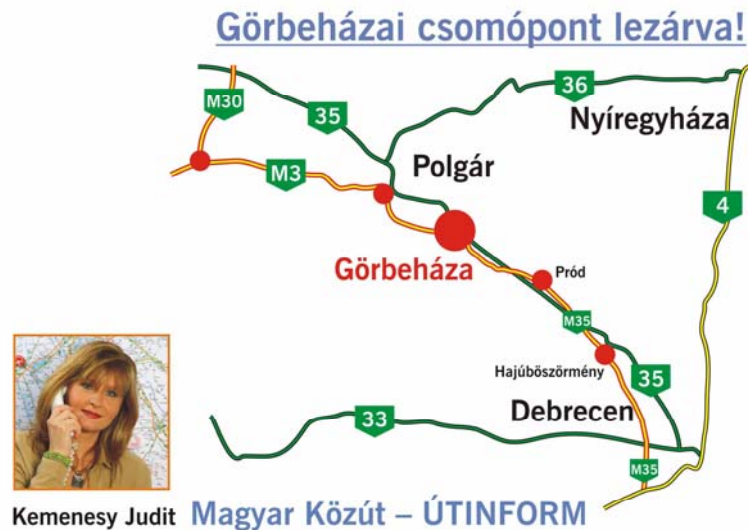 Görbeházai csomópont lezárva!
M30
35
36
Nyíregyháza
M3
Polgár
4
Görbeháza
Pród
M35
Hajúböszörmény
35
33
Debrecen
M35
Kemenesy Judit
Magyar Közút – ÚTINFORM